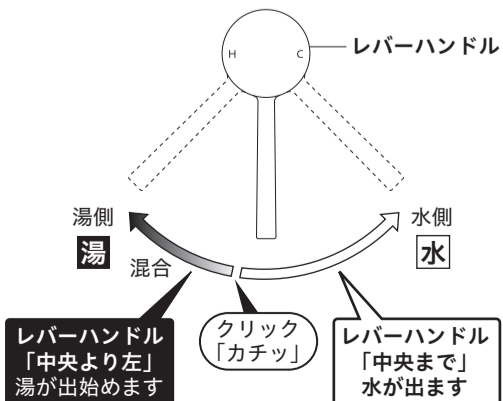 H
C
レバーハンドル
湯側
湯
混合
水側
水
レバーハンドル
「中央より左」
湯が出始めます
クリック
「カチッ」
レバーハンドル
「中央まで」
水が出ます